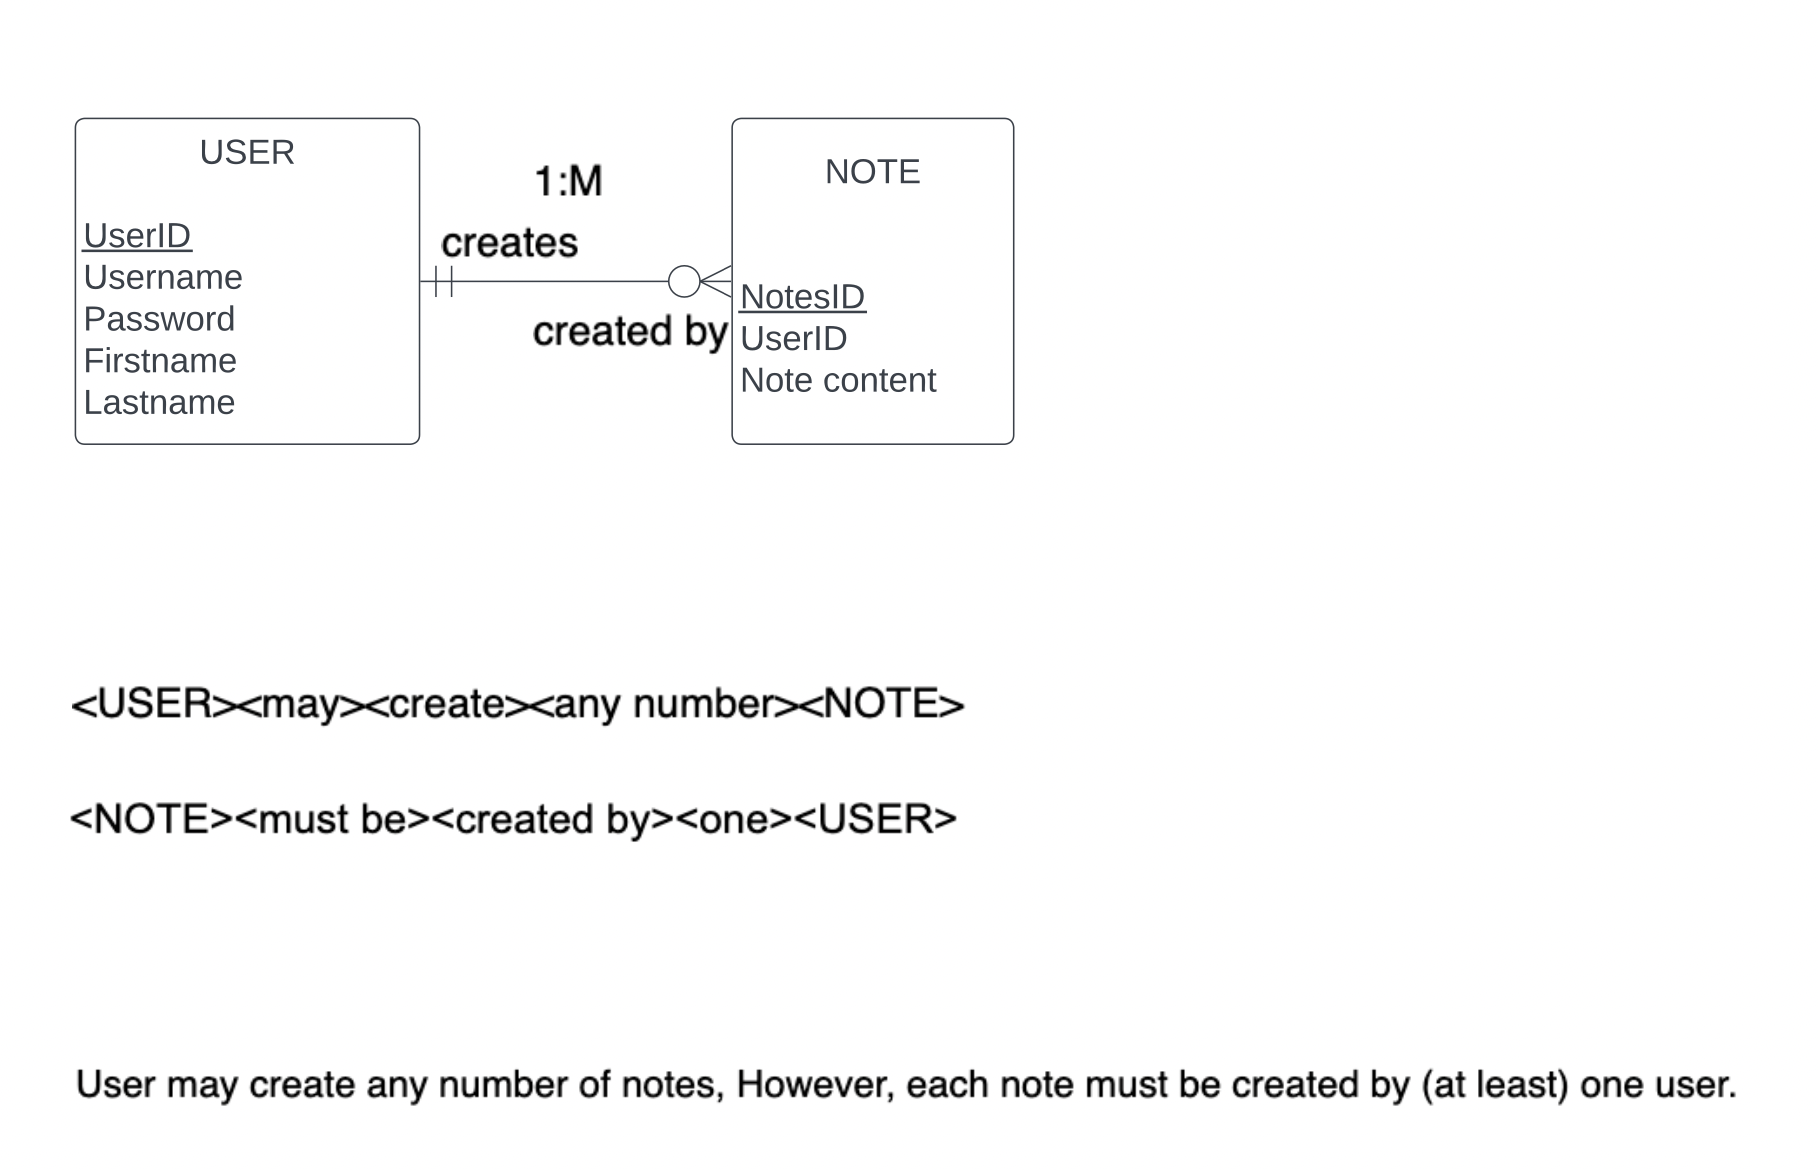 USER
UserID
Username
Password
Firstname
Lastname
1:M
creates
created by
NOTE
NotesID
UserID
Note content
<USER><may><create><any number><NOTE>
<NOTE><must be><created by><one><USER>
User may create any number of notes, However, each note must be created by (at least) one user.